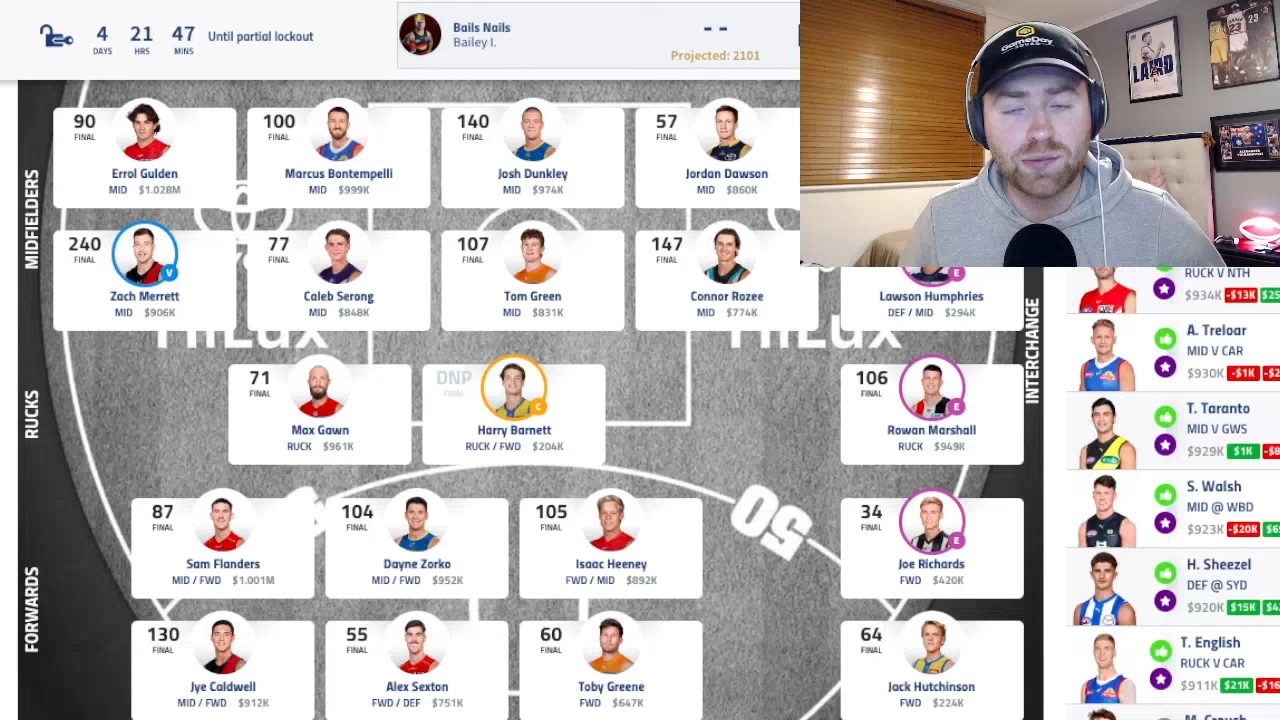 4 21 47 Until partial lockout
DAYS HRS MINS
Bails Nails
Bailey I.
--
Projected: 2101
LAIRD
GameDay
SQUAD
MIDFIELDERS
90 FINAL
Errol Gulden
MID $1.028M
100 FINAL
Marcus Bontempelli
MID $999K
140 FINAL
Josh Dunkley
MID $974K
57 FINAL
Jordan Dawson
MID $860K
240 FINAL
V
Zach Merrett
MID $906K
77 FINAL
Caleb Serong
MID $848K
107 FINAL
Tom Green
MID $831K
147 FINAL
Connor Rozee
MID $774K
E
Lawson Humphries
DEF / MID $294K
HiLux
HiLux
INTERCHANGE
RUCKS
71 FINAL
Max Gawn
RUCK $961K
DNP FINAL
C
Harry Barnett
RUCK / FWD $204K
106 FINAL
E
Rowan Marshall
RUCK $949K
50
FORWARDS
87 FINAL
Sam Flanders
MID / FWD $1.001M
104 FINAL
Dayne Zorko
MID / FWD $952K
105 FINAL
Isaac Heeney
FWD / MID $892K
34 FINAL
E
Joe Richards
FWD $420K
130 FINAL
Jye Caldwell
MID / FWD $912K
55 FINAL
Alex Sexton
FWD / DEF $751K
60 FINAL
Toby Greene
FWD $647K
64 FINAL
Jack Hutchinson
FWD $224K
RUCK V NTH
$934K -$13K
A. Treloar
MID V CAR
$930K -$1K
T. Taranto
MID V GWS
$929K $1K
S. Walsh
MID @ WBD
$923K -$20K
H. Sheezel
DEF @ SYD
$920K $15K
T. English
RUCK V CAR
$911K $21K
M. Crouch